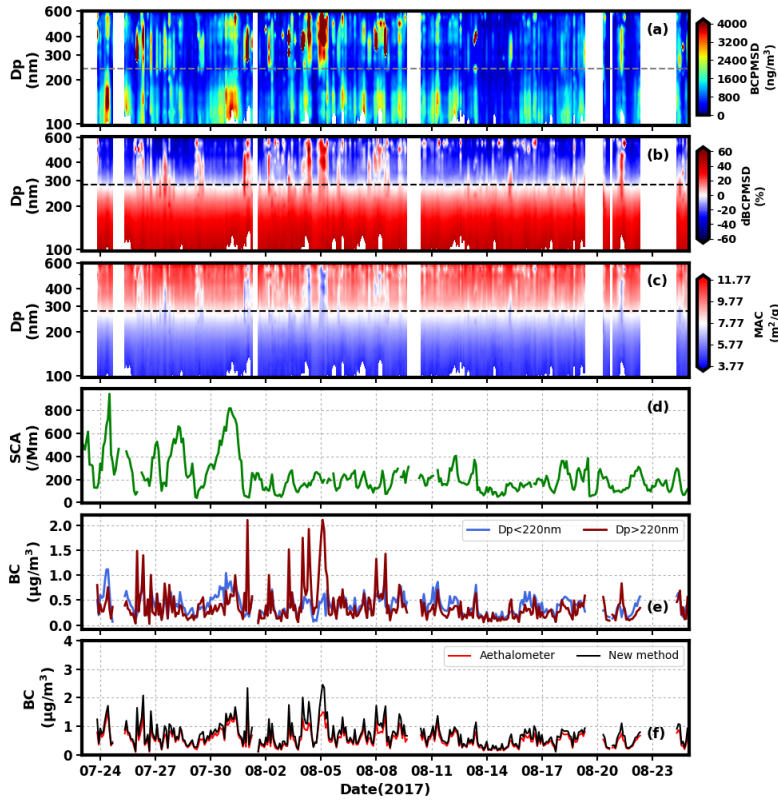 600
400
300
200
100
Dp
(nm)
(a)
4000
3200
2400
1600
800
0
BCPMSD
(ng/m³)
600
400
300
200
100
Dp
(nm)
(b)
60
40
20
0
-20
-40
-60
dBCPMSD
(%)
600
400
300
200
100
Dp
(nm)
(c)
11.77
9.77
7.77
5.77
3.77
MAC
(m²/g)
800
600
400
200
0
SCA
(/Mm)
(d)
2.0
1.5
1.0
0.5
0.0
BC
(μg/m³)
Dp<220nm
Dp>220nm
(e)
4
3
2
1
0
BC
(μg/m³)
Aethalometer
New method
(f)
07-24 07-27 07-30 08-02 08-05 08-08 08-11 08-14 08-17 08-20 08-23
Date(2017)